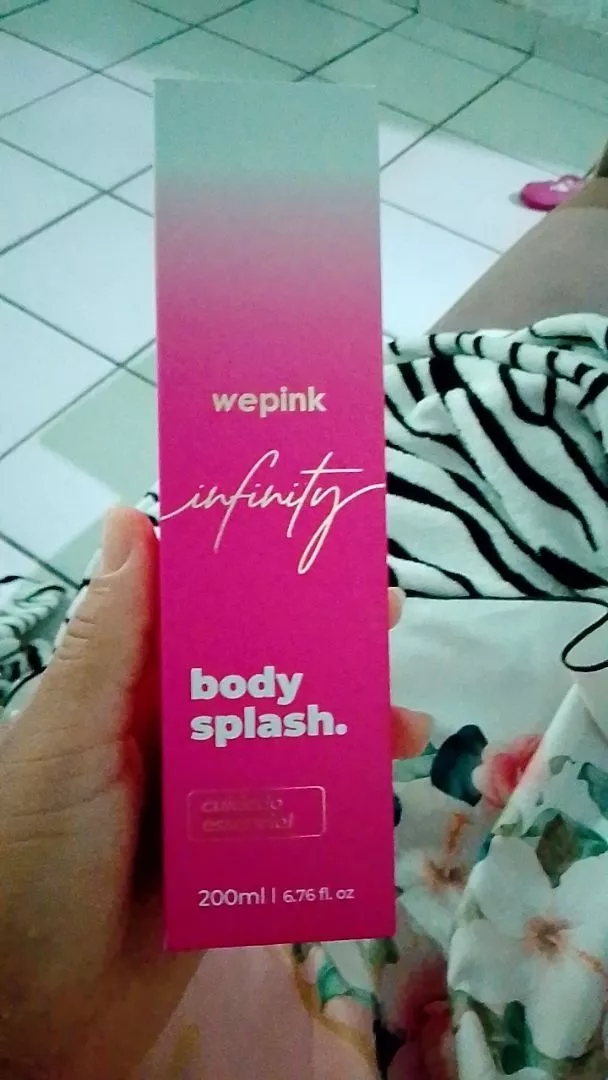 wepink
infinity
body
splash.
cuidado
essencial
200ml | 6.76 fl. oz